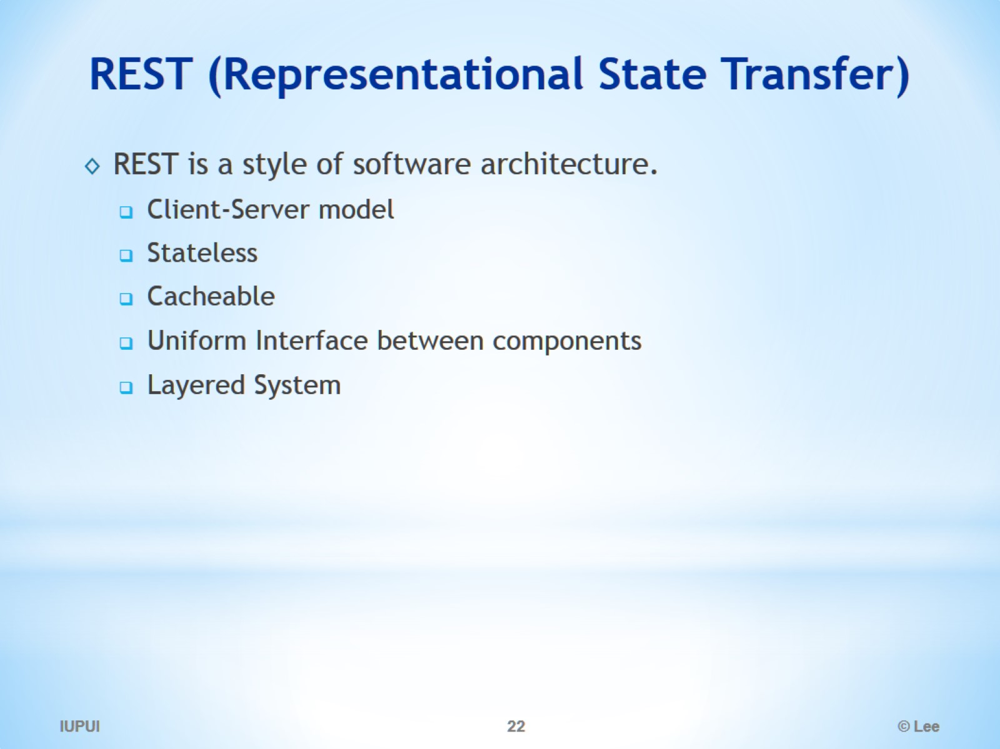 REST (Representational State Transfer)
REST is a style of software architecture.
Client-Server model
Stateless
Cacheable
Uniform Interface between components
Layered System
IUPUI
22
© Lee